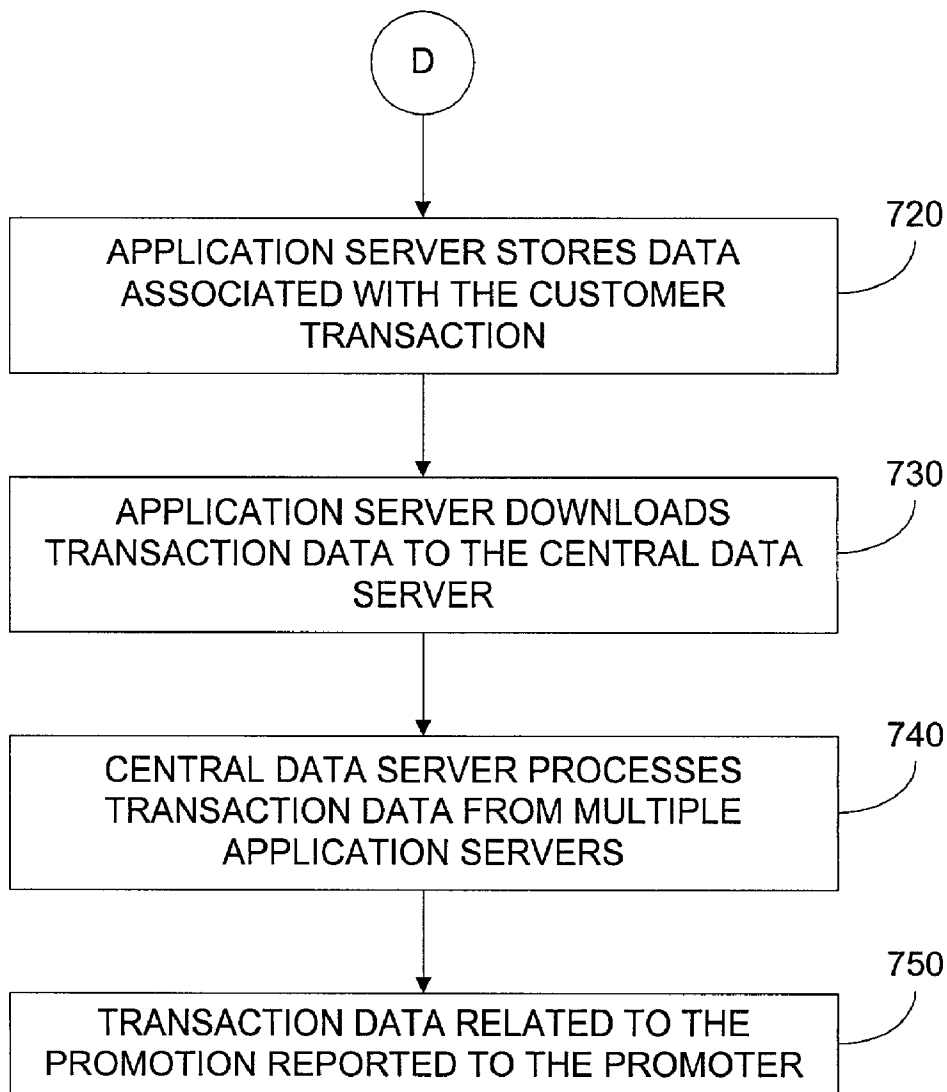 D
720
APPLICATION SERVER STORES DATA
ASSOCIATED WITH THE CUSTOMER
TRANSACTION
730
APPLICATION SERVER DOWNLOADS
TRANSACTION DATA TO THE CENTRAL DATA
SERVER
740
CENTRAL DATA SERVER PROCESSES
TRANSACTION DATA FROM MULTIPLE
APPLICATION SERVERS
750
TRANSACTION DATA RELATED TO THE
PROMOTION REPORTED TO THE PROMOTER